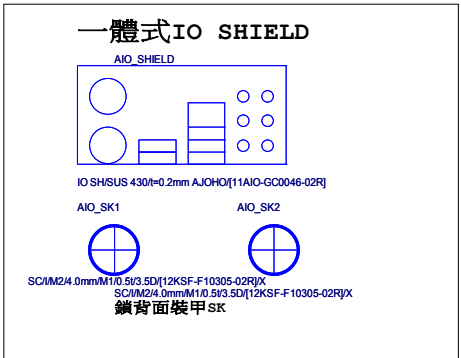 一體式IO SHIELD
AIO_SHIELD
IO SH/SUS 430/t=0.2mm AJOHO/[11AIO-GC0046-02R]
AIO_SK1
AIO_SK2
SC/I/M2/4.0mm/M1/0.5t/3.5D/[12KSF-F10305-02R]/X
SC/I/M2/4.0mm/M1/0.5t/3.5D/[12KSF-F10305-02R]/X
鎖背面裝甲SK